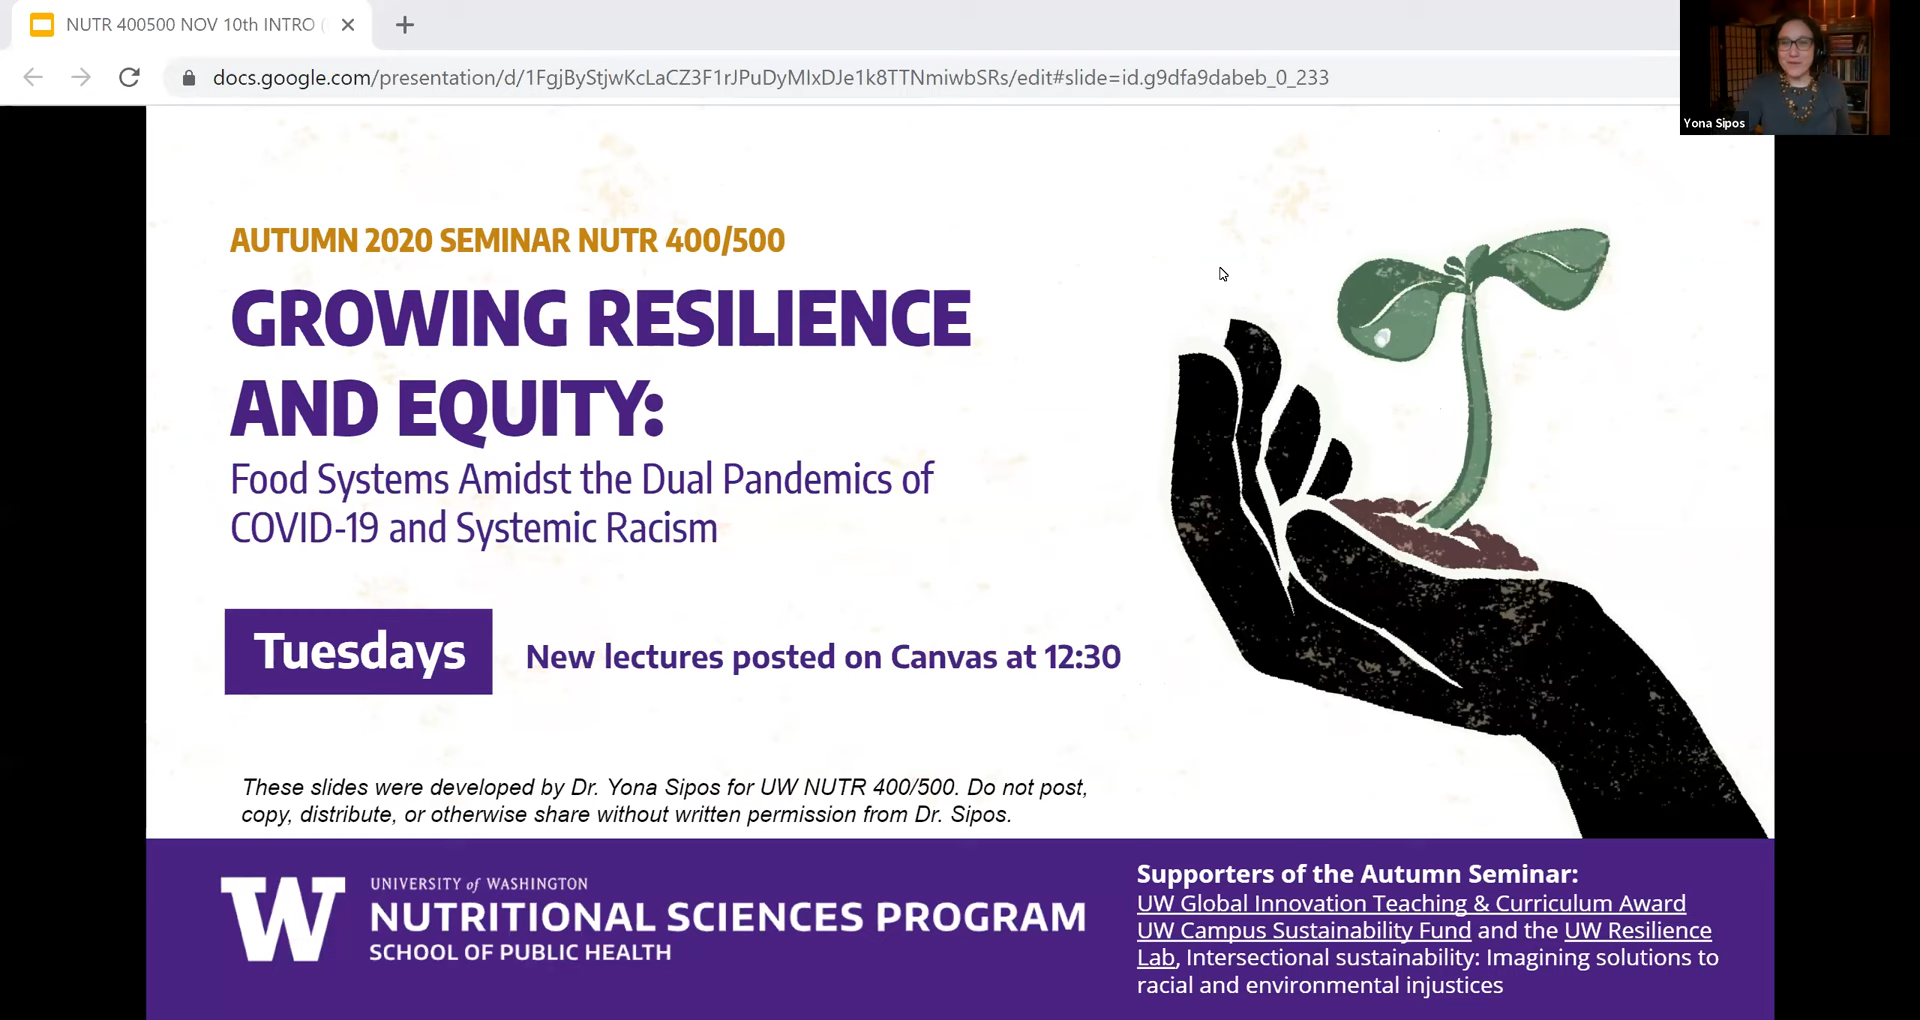 NUTR 400500 NOV 10th INTRO (
docs.google.com/presentation/d/1FgjByStjwKcLaCZ3F1rJPuDyMIxDJe1k8TTNmiwbSRs/edit#slide=id.g9dfa9dabeb_0_233
Yona Sipos
AUTUMN 2020 SEMINAR NUTR 400/500
GROWING RESILIENCE
AND EQUITY:
Food Systems Amidst the Dual Pandemics of
COVID-19 and Systemic Racism
Tuesdays
New lectures posted on Canvas at 12:30
These slides were developed by Dr. Yona Sipos for UW NUTR 400/500. Do not post,
copy, distribute, or otherwise share without written permission from Dr. Sipos.
W
UNIVERSITY of WASHINGTON
NUTRITIONAL SCIENCES PROGRAM
SCHOOL OF PUBLIC HEALTH
Supporters of the Autumn Seminar:
UW Global Innovation Teaching & Curriculum Award
UW Campus Sustainability Fund and the UW Resilience
Lab, Intersectional sustainability: Imagining solutions to
racial and environmental injustices